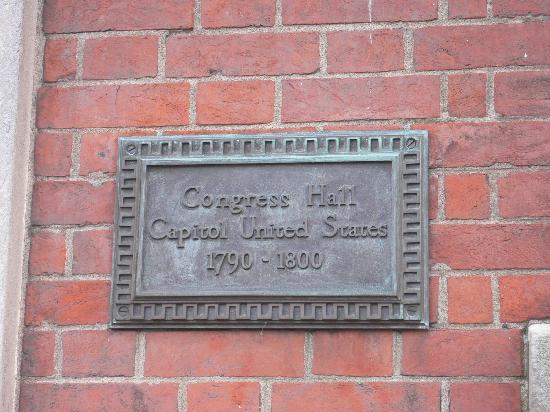 Congress Hall
Capitol United States
1790 - 1800